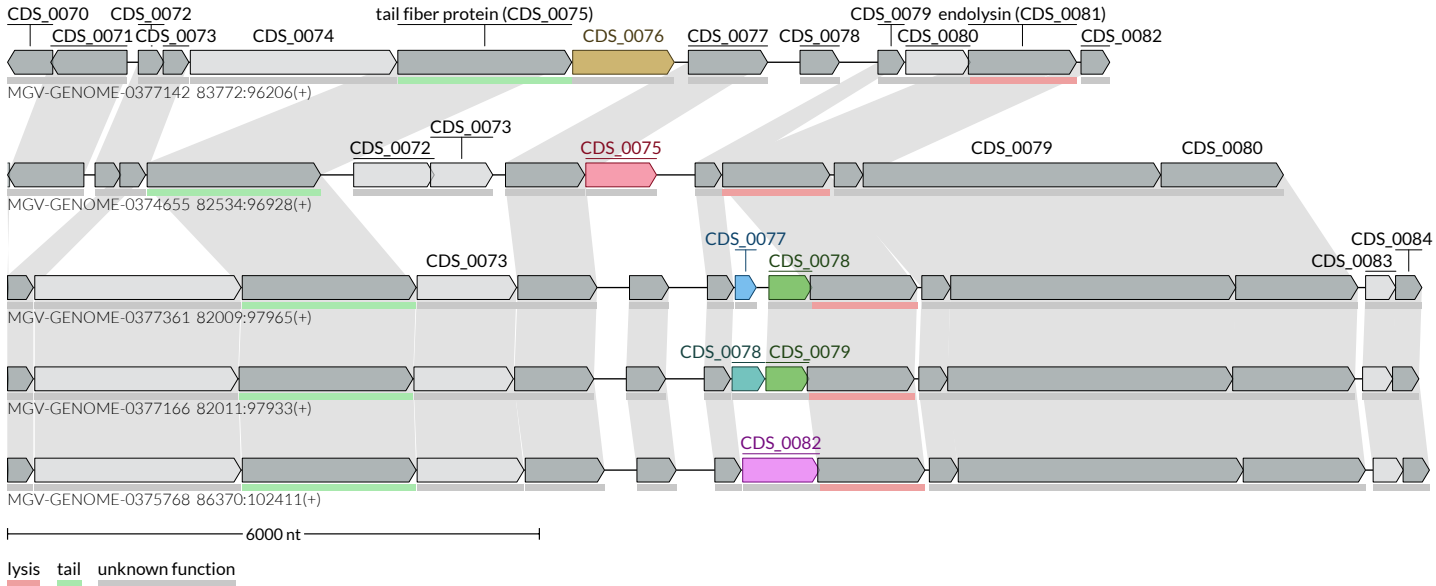 CDS_0070 CDS_0072 tail fiber protein (CDS_0075) CDS_0079 endolysin (CDS_0081)
CDS_0071 CDS_0073 CDS_0074 CDS_0076 CDS_0077 CDS_0078 CDS_0080 CDS_0082
MGV-GENOME-0377142 83772:96206(+)
CDS_0073
CDS_0072 CDS_0075 CDS_0079 CDS_0080
MGV-GENOME-0374655 82534:96928(+)
CDS_0077 CDS_0084
CDS_0073 CDS_0078 CDS_0083
MGV-GENOME-0377361 82009:97965(+)
CDS_0078 CDS_0079
MGV-GENOME-0377166 82011:97933(+)
CDS_0082
MGV-GENOME-0375768 86370:102411(+)
6000 nt
lysis tail unknown function